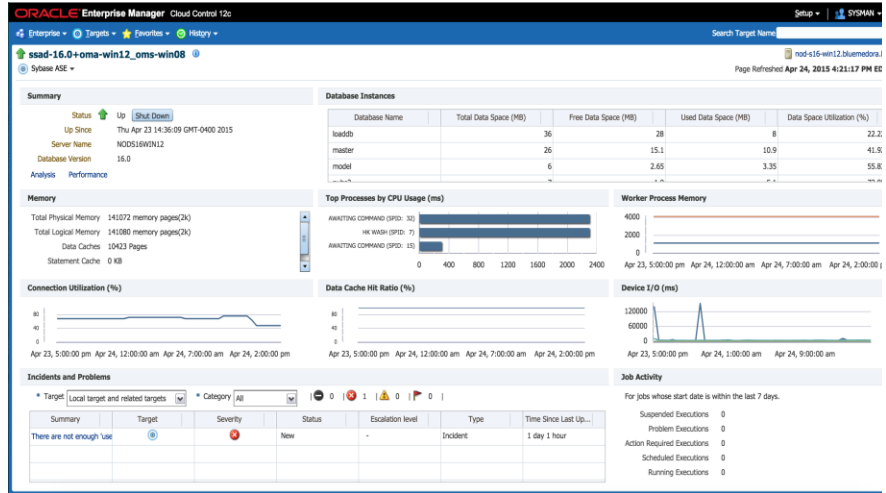 ORACLE Enterprise Manager Cloud Control 12c
Setup SYSMAN
Enterprise Targets Favorites History
Search Target Name
ssad-16.0+oma-win12_oms-win08
nod-s16-win12.bluemedora.
Sybase ASE
Page Refreshed Apr 24, 2015 4:21:17 PM ED
Summary
Status Up Shut Down
Up Since Thu Apr 23 14:36:09 GMT-0400 2015
Server Name NODS16WIN12
Database Version 16.0
Analysis Performance
Database Instances
Database Name Total Data Space (MB) Free Data Space (MB) Used Data Space (MB) Data Space Utilization (%)
loaddb 36 28 8 22.2
master 26 15.1 10.9 41.9
model 6 2.65 3.35 55.8
Memory
Total Physical Memory 141072 memory pages(2k)
Total Logical Memory 141080 memory pages(2k)
Data Caches 10423 Pages
Statement Cache 0 KB
Top Processes by CPU Usage (ms)
AWAITING COMMAND (SPID: 32)
HK WASH (SPID: 7)
AWAITING COMMAND (SPID: 15)
0 400 800 1200 1600 2000 2400
Worker Process Memory
4000
2000
0
Apr 23, 5:00:00 pm Apr 24, 12:00:00 am Apr 24, 7:00:00 am Apr 24, 2:00:00 p
Connection Utilization (%)
80
40
0
Apr 23, 5:00:00 pm Apr 24, 12:00:00 am Apr 24, 7:00:00 am Apr 24, 2:00:00 pm
Data Cache Hit Ratio (%)
80
40
0
Apr 23, 5:00:00 pm Apr 24, 12:00:00 am Apr 24, 7:00:00 am Apr 24, 2:00:00 pm
Device I/O (ms)
120000
60000
0
Apr 23, 5:00:00 pm Apr 24, 1:00:00 am Apr 24, 9:00:00 am
Incidents and Problems
* Target Local target and related targets * Category All | 0 | 1 | 0 | 0 |
Summary Target Severity Status Escalation level Type Time Since Last Up...
There are not enough 'use New - Incident 1 day 1 hour
Job Activity
For jobs whose start date is within the last 7 days.
Suspended Executions 0
Problem Executions 0
Action Required Executions 0
Scheduled Executions 0
Running Executions 0